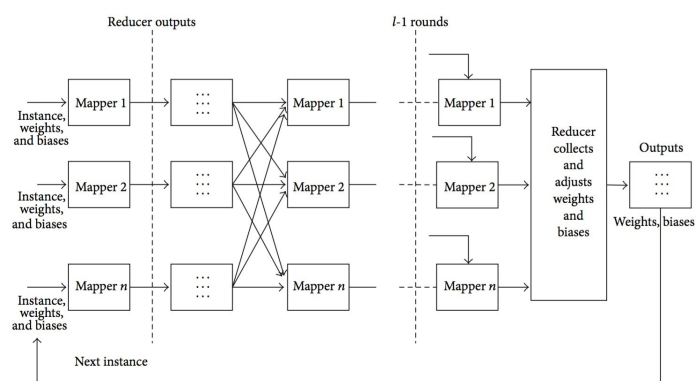 Reducer outputs
l-1 rounds
Mapper 1
Mapper 1
Mapper 1
Instance,
weights,
and biases
Mapper 2
Mapper 2
Mapper 2
Instance,
weights,
and biases
Mapper n
Mapper n
Mapper n
Instance,
weights,
and biases
Reducer
collects
and
adjusts
weights
and
biases
Outputs
Weights, biases
Next instance